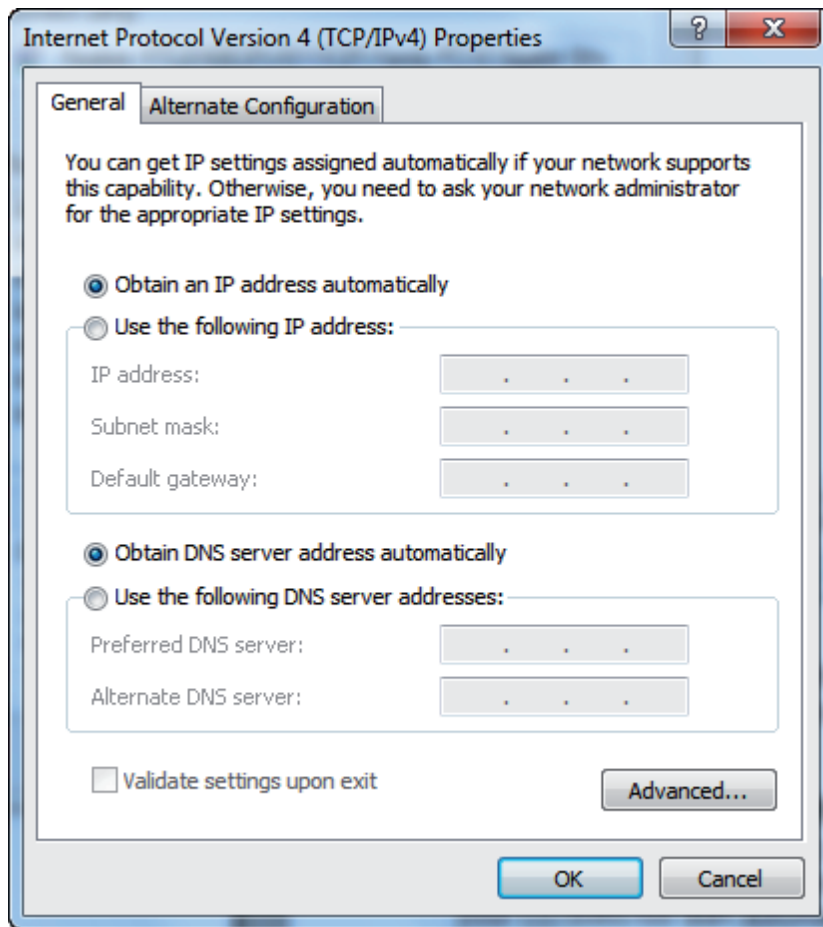 Internet Protocol Version 4 (TCP/IPv4) Properties
General
Alternate Configuration
You can get IP settings assigned automatically if your network supports
this capability. Otherwise, you need to ask your network administrator
for the appropriate IP settings.
Obtain an IP address automatically
Use the following IP address:
IP address:
Subnet mask:
Default gateway:
Obtain DNS server address automatically
Use the following DNS server addresses:
Preferred DNS server:
Alternate DNS server:
Validate settings upon exit
Advanced...
OK
Cancel